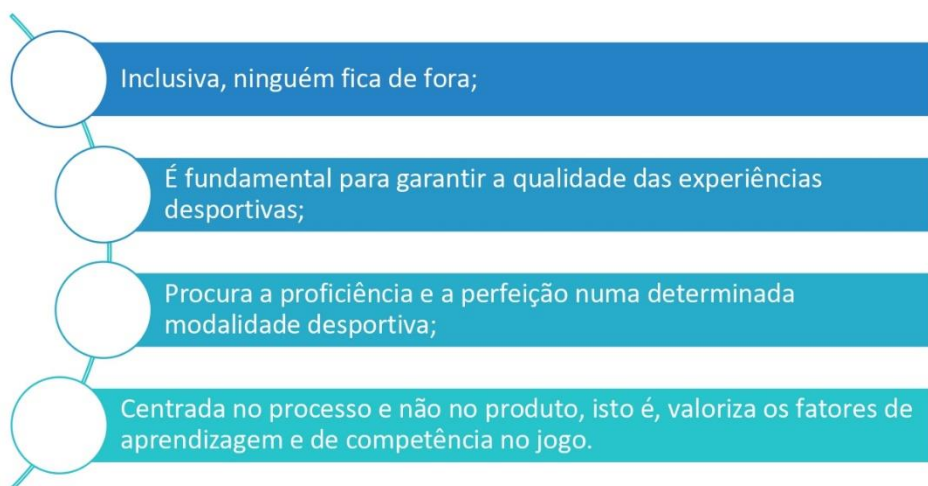 Inclusiva, ninguém fica de fora;
É fundamental para garantir a qualidade das experiências
desportivas;
Procura a proficiência e a perfeição numa determinada
modalidade desportiva;
Centrada no processo e não no produto, isto é, valoriza os fatores de
aprendizagem e de competência no jogo.